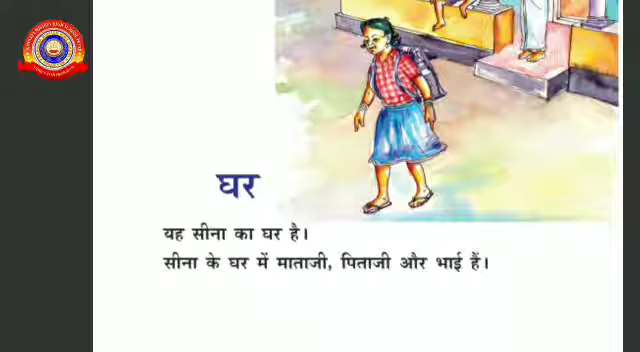 घर
यह सीना का घर है।
सीना के घर में माताजी, पिताजी और भाई हैं।